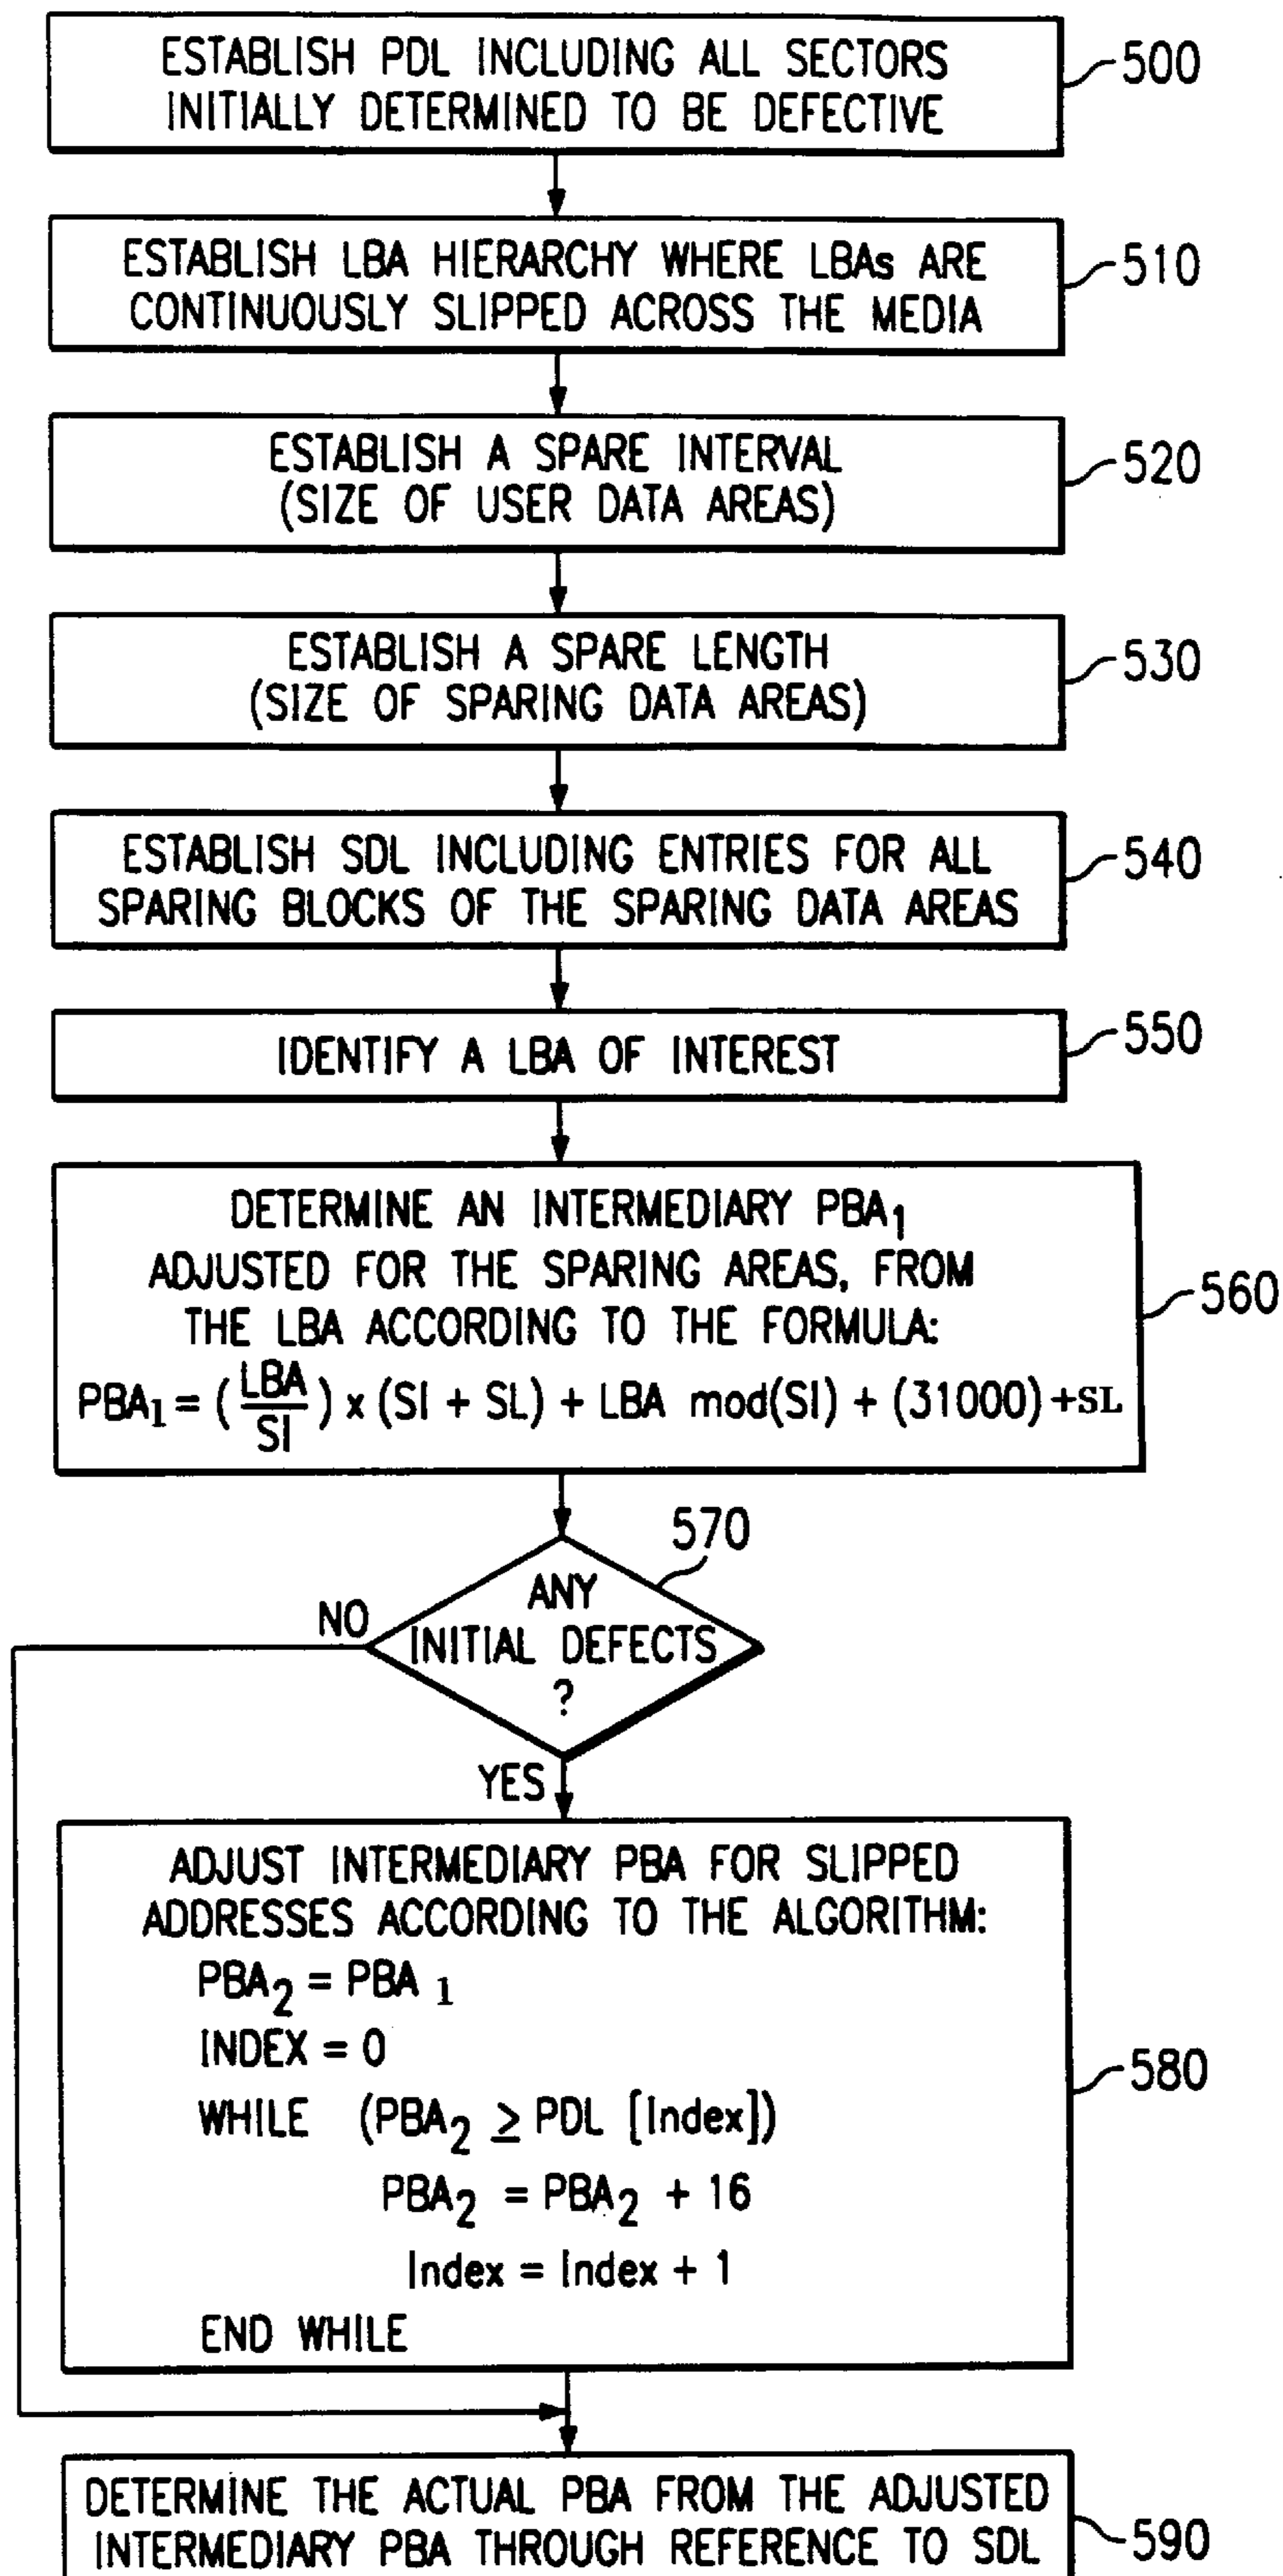 ESTABLISH PDL INCLUDING ALL SECTORS
INITIALLY DETERMINED TO BE DEFECTIVE
500
ESTABLISH LBA HIERARCHY WHERE LBAs ARE
CONTINUOUSLY SLIPPED ACROSS THE MEDIA
510
ESTABLISH A SPARE INTERVAL
(SIZE OF USER DATA AREAS)
520
ESTABLISH A SPARE LENGTH
(SIZE OF SPARING DATA AREAS)
530
ESTABLISH SDL INCLUDING ENTRIES FOR ALL
SPARING BLOCKS OF THE SPARING DATA AREAS
540
IDENTIFY A LBA OF INTEREST
550
DETERMINE AN INTERMEDIARY PBA₁
ADJUSTED FOR THE SPARING AREAS, FROM
THE LBA ACCORDING TO THE FORMULA:
PBA₁ = (LBA/SI) x (SI + SL) + LBA mod(SI) + (31000) + SL
560
570
ANY
INITIAL DEFECTS
?
NO
YES
ADJUST INTERMEDIARY PBA FOR SLIPPED
ADDRESSES ACCORDING TO THE ALGORITHM:
PBA₂ = PBA ₁
INDEX = 0
WHILE (PBA₂ ≥ PDL [Index])
PBA₂ = PBA₂ + 16
Index = Index + 1
END WHILE
580
DETERMINE THE ACTUAL PBA FROM THE ADJUSTED
INTERMEDIARY PBA THROUGH REFERENCE TO SDL
590